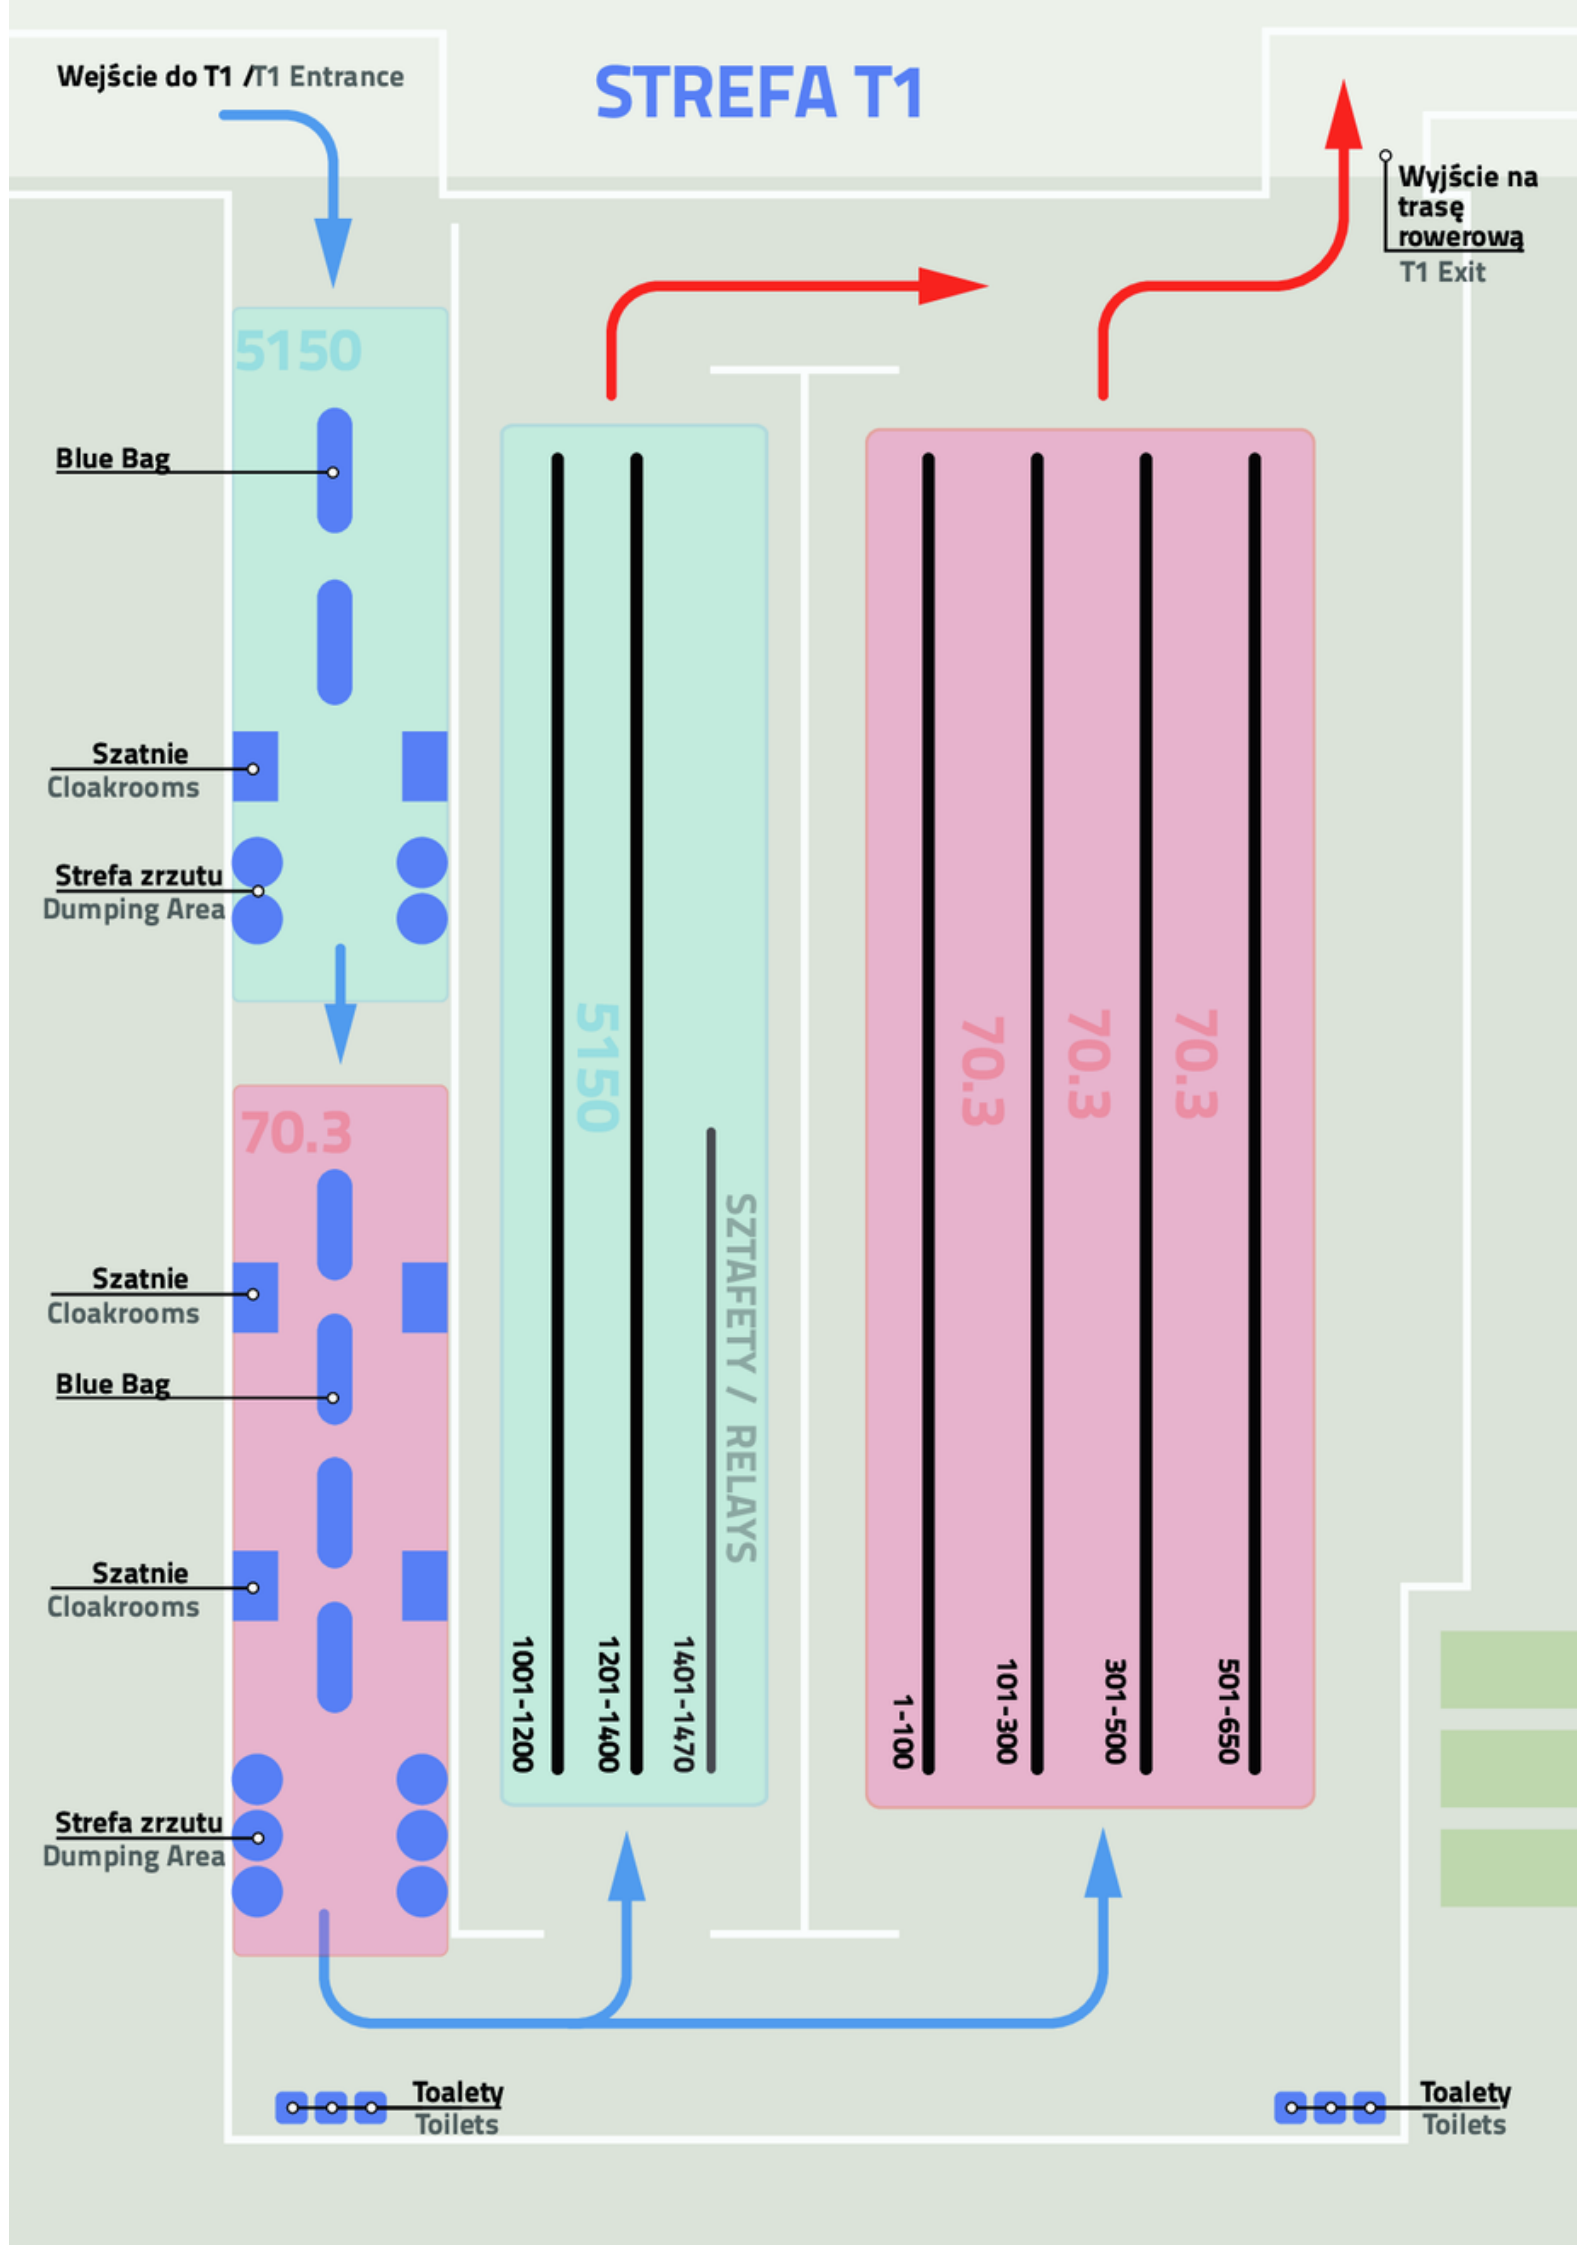 STREFA T1
Wejście do T1 /T1 Entrance
Wyjście na
trasę
rowerową
T1 Exit
5150
Blue Bag
Szatnie
Cloakrooms
Strefa zrzutu
Dumping Area
70.3
Szatnie
Cloakrooms
Blue Bag
Szatnie
Cloakrooms
Strefa zrzutu
Dumping Area
5150
SZTAFETY / RELAYS
1001-1200
1201-1400
1401-1470
70.3
70.3
70.3
1-100
101-300
301-500
501-650
Toalety
Toilets
Toalety
Toilets